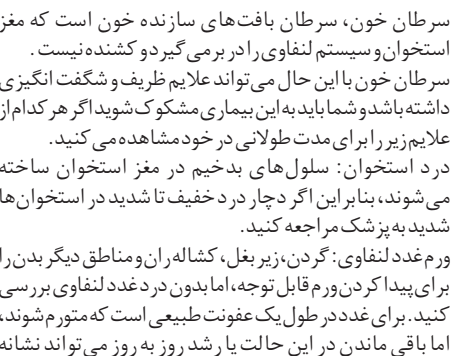 سرطان خون، سرطان بافت‌های سازنده خون است که مغز
استخوان و سیستم لنفاوی را در بر می گیرد و کشنده نیست .
سرطان خون با این حال می‌تواند علایم ظریف و شگفت انگیزی
داشته باشد و شما باید به این بیماری مشکوک شوید اگر هر کدام از
علایم زیر را برای مدت طولانی در خود مشاهده می کنید.
درد استخوان: سلول‌های بدخیم در مغز استخوان ساخته
می‌شوند، بنابر این اگر دچار درد خفیف تا شدید در استخوان‌ها
شدید به پزشک مراجعه کنید.
ورم غدد لنفاوی: گردن، زیر بغل، کشاله ران و مناطق دیگر بدن را
برای پیدا کردن ورم قابل توجه، اما بدون درد غدد لنفاوی بررسی
کنید. برای غدد در طول یک عفونت طبیعی است که متورم شوند،
اما باقی ماندن در این حالت یا رشد روز به روز می‌تواند نشانه